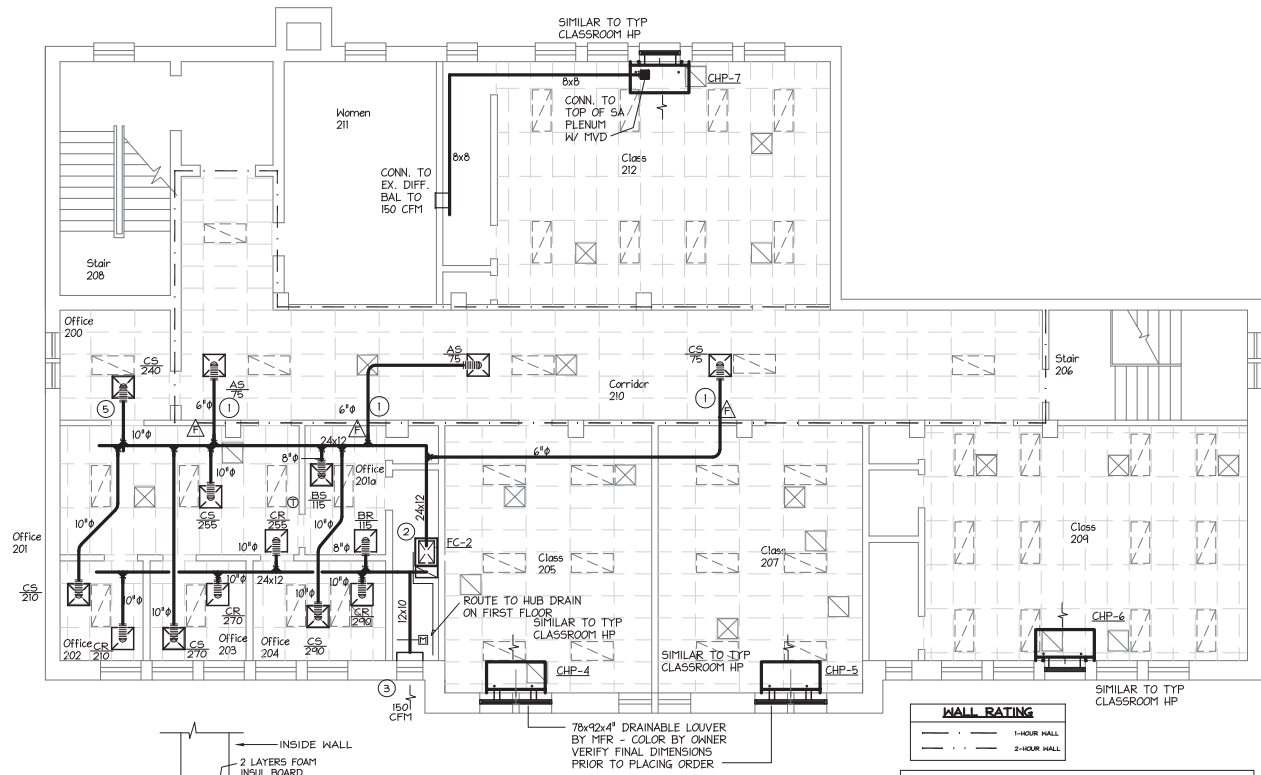 SIMILAR TO TYP
CLASSROOM HP
8x8
CHP-7
CONN. TO
TOP OF SA
PLENUM
W/ MVD
Women
211
8x8
Class
212
CONN. TO
EX. DIFF.
BAL TO
150 CFM
Stair
208
Office
200
CS
240
AS
75
AS
75
CS
75
Stair
206
Corridor
210
5
6"ø
1
6"ø
1
1
F
F
10"ø
24x12
6"ø
8"ø
Office
201a
10"ø
BS
115
T
CS
255
24x12
10"ø
CR
255
10"ø
BR
115
2
FC-2
Office
201
10"ø
8"ø
Class
205
Class
207
Class
209
CS
210
10"ø
24x12
10"ø
10"ø
10"ø
10"ø
10"ø
12x10
ROUTE TO HUB DRAIN
ON FIRST FLOOR
SIMILAR TO TYP
CLASSROOM HP
M
CR
270
CR
290
CHP-6
Office
202
CR
210
CS
270
Office
203
Office
204
CS
290
SIMILAR TO TYP
CLASSROOM HP
CHP-4
CHP-5
3
150
CFM
SIMILAR TO TYP
CLASSROOM HP
78x92x4" DRAINABLE LOUVER
BY MFR - COLOR BY OWNER
VERIFY FINAL DIMENSIONS
PRIOR TO PLACING ORDER
WALL RATING
1-HOUR WALL
2-HOUR WALL
INSIDE WALL
2 LAYERS FOAM
INSUL BOARD